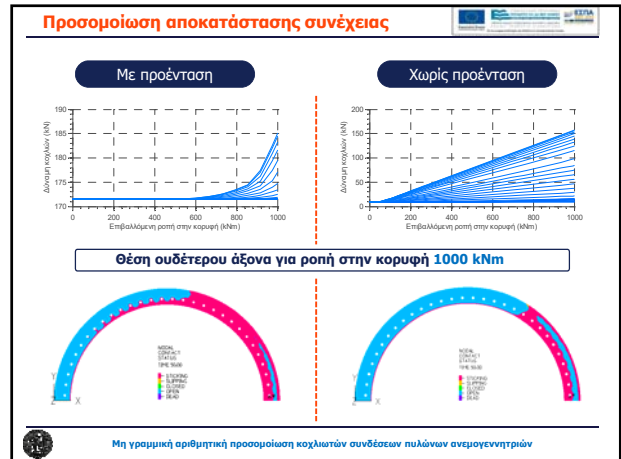 Προσομοίωση αποκατάστασης συνέχειας
ΕΣΠΑ
Με προένταση
Χωρίς προένταση
190
185
180
175
170
Δύναμη κοχλιών (kN)
0 200 400 600 800 1000
Επιβαλλόμενη ροπή στην κορυφή (kNm)
200
150
100
50
0
Δύναμη κοχλιών (kN)
0 200 400 600 800 1000
Επιβαλλόμενη ροπή στην κορυφή (kNm)
Θέση ουδέτερου άξονα για ροπή στην κορυφή 1000 kNm
NODAL
CONTACT
STATUS
STICKING
SLIPPING
CLOSED
OPEN
DEAD
Y
Z X
NODAL
CONTACT
STATUS
STICKING
SLIPPING
CLOSED
OPEN
DEAD
Y
Z X
Μη γραμμική αριθμητική προσομοίωση κοχλιωτών συνδέσεων πυλώνων ανεμογεννητριών